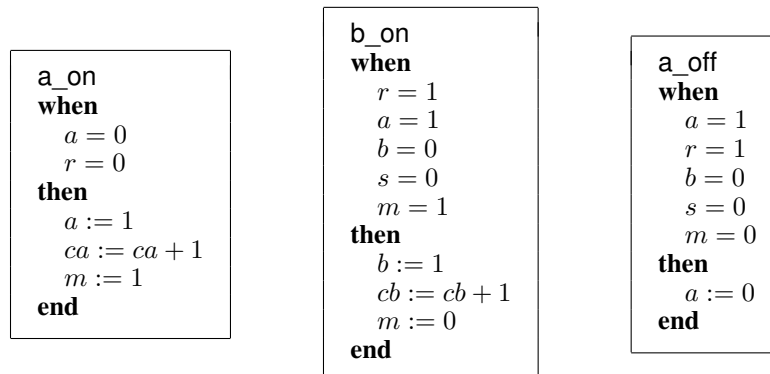 a_on
when
a = 0
r = 0
then
a := 1
ca := ca + 1
m := 1
end
b_on
when
r = 1
a = 1
b = 0
s = 0
m = 1
then
b := 1
cb := cb + 1
m := 0
end
a_off
when
a = 1
r = 1
b = 0
s = 0
m = 0
then
a := 0
end